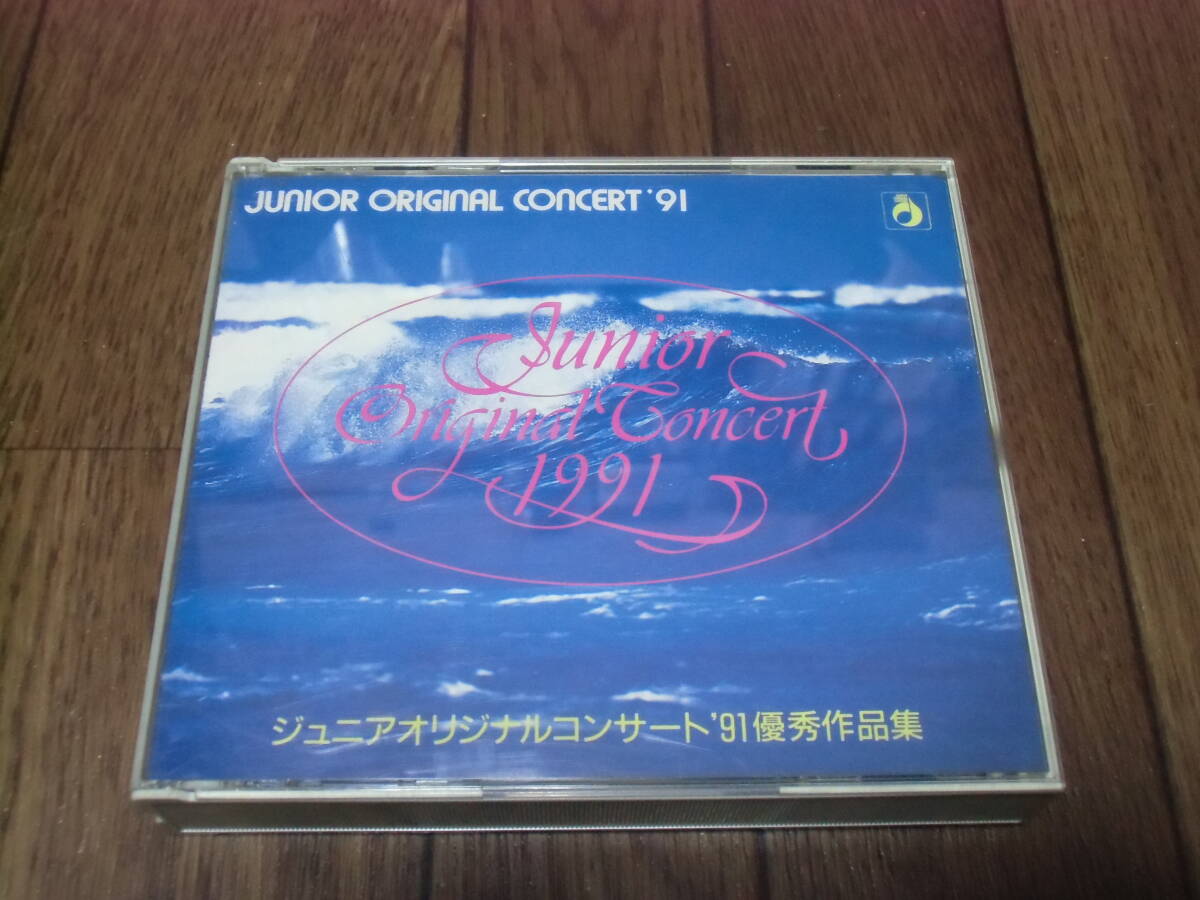 JUNIOR ORIGINAL CONCERT '91
Junior
Original Concert
1991
ジュニアオリジナルコンサート'91優秀作品集